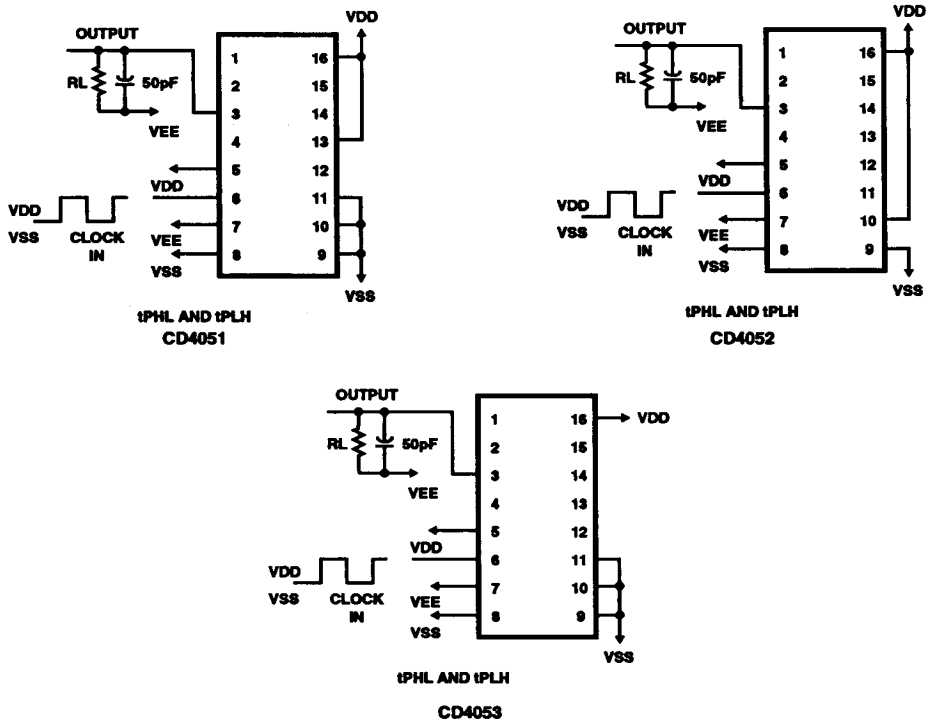 VDD
OUTPUT
1 16
RL 50pF 2 15
3 14
VEE
4 13
5 12
VDD
6 11
VDD
7 10
VSS CLOCK VEE
IN 8 9
VSS
VSS
tPHL AND tPLH
CD4051
VDD
OUTPUT
1 16
RL 50pF 2 15
3 14
VEE
4 13
5 12
VDD
6 11
VDD
7 10
VSS CLOCK VEE
IN 8 9
VSS
VSS
tPHL AND tPLH
CD4052
OUTPUT
1 16 VDD
RL 50pF 2 15
3 14
VEE
4 13
5 12
VDD
6 11
VDD
7 10
VSS CLOCK VEE
IN 8 9
VSS
VSS
tPHL AND tPLH
CD4053